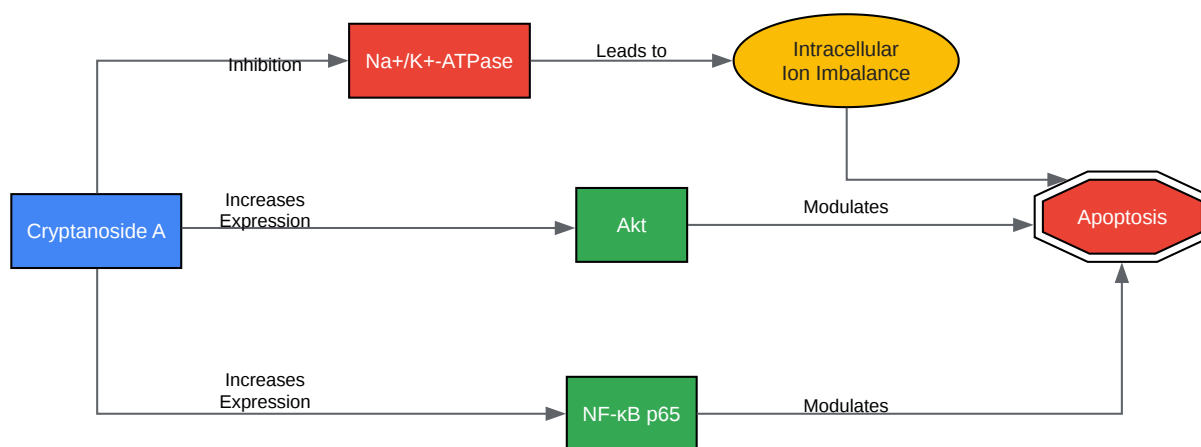 Inhibition
Na+/K+-ATPase
Leads to
Intracellular
Ion Imbalance
Cryptanoside A
Increases
Expression
Akt
Modulates
Apoptosis
Increases
Expression
NF-κB p65
Modulates